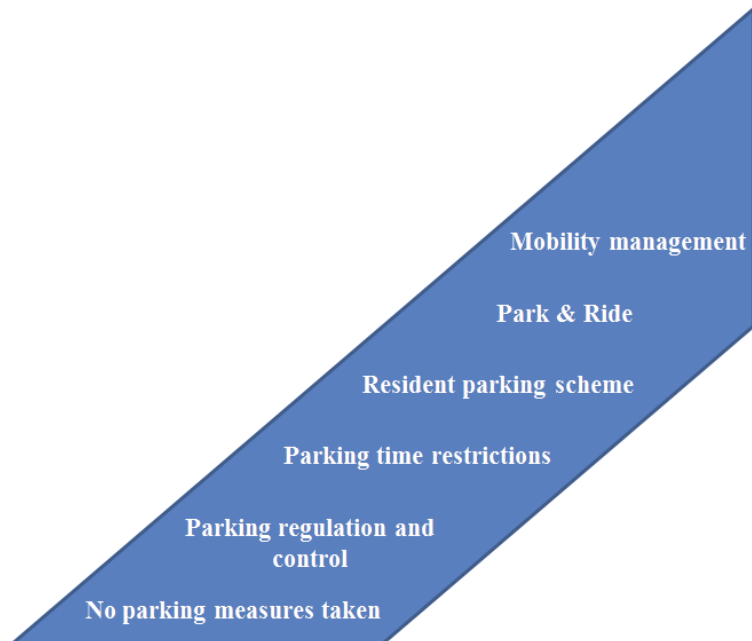 Mobility management
Park & Ride
Resident parking scheme
Parking time restrictions
Parking regulation and
control
No parking measures taken